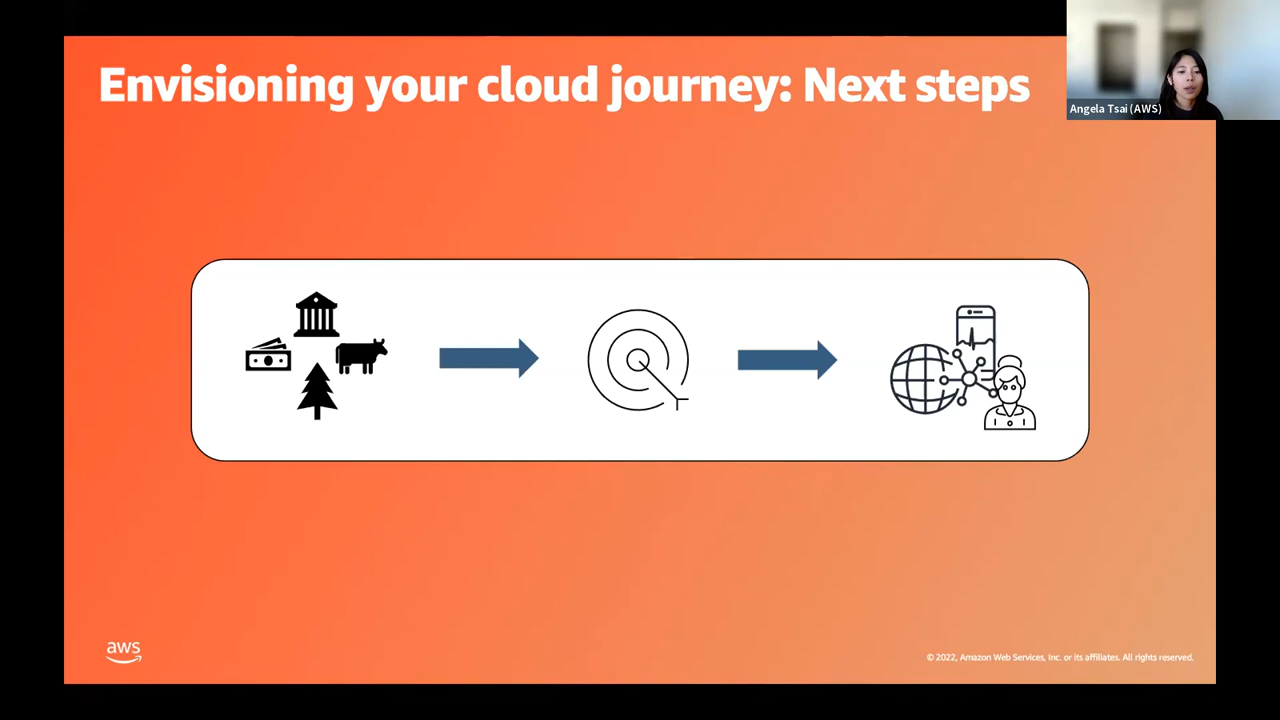 Envisioning your cloud journey: Next steps
Angela Tsai (AWS)
aws
© 2022, Amazon Web Services, Inc. or its affiliates. All rights reserved.